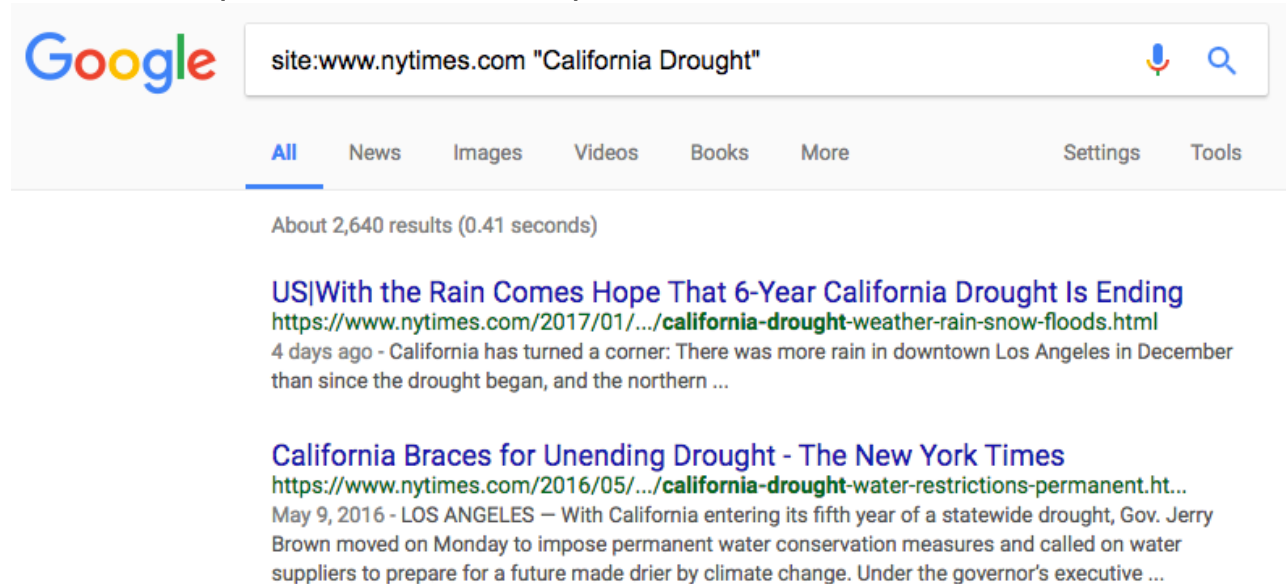 Google
site:www.nytimes.com "California Drought"
All News Images Videos Books More Settings Tools
About 2,640 results (0.41 seconds)
US|With the Rain Comes Hope That 6-Year California Drought Is Ending
https://www.nytimes.com/2017/01/.../california-drought-weather-rain-snow-floods.html
4 days ago - California has turned a corner: There was more rain in downtown Los Angeles in December
than since the drought began, and the northern ...
California Braces for Unending Drought - The New York Times
https://www.nytimes.com/2016/05/.../california-drought-water-restrictions-permanent.ht...
May 9, 2016 - LOS ANGELES — With California entering its fifth year of a statewide drought, Gov. Jerry
Brown moved on Monday to impose permanent water conservation measures and called on water
suppliers to prepare for a future made drier by climate change. Under the governor's executive ...